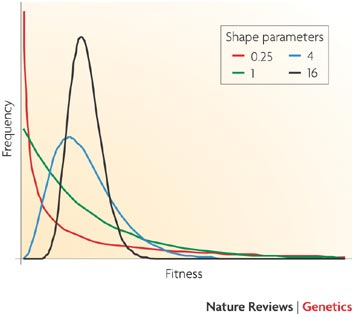 Shape parameters
0.25 4
1 16
Frequency
Fitness
Nature Reviews | Genetics